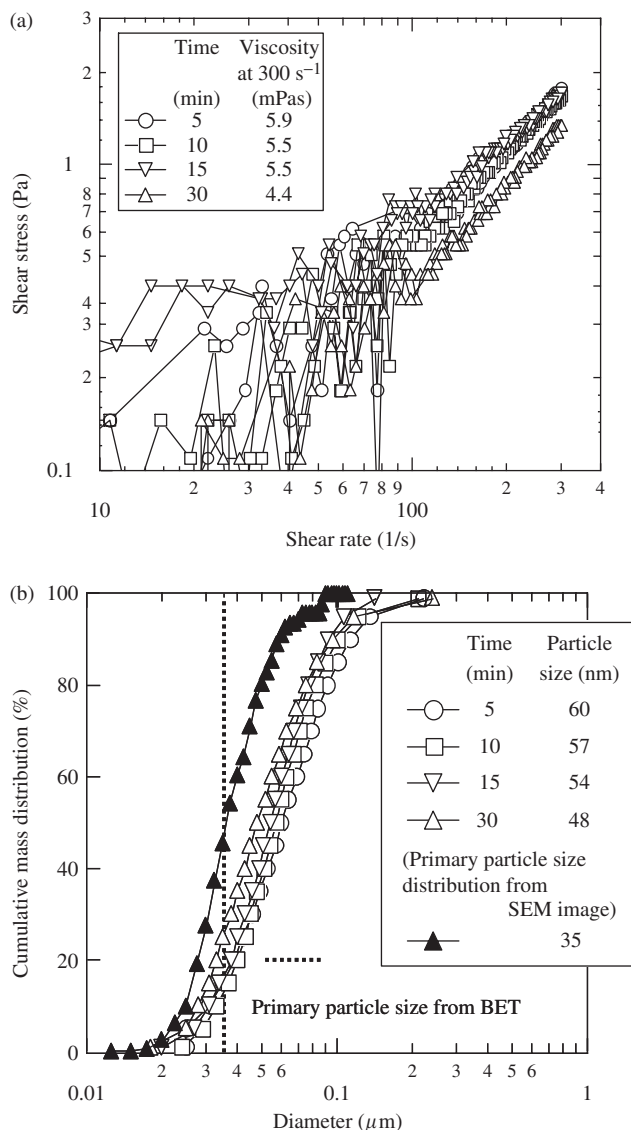 (a)
3
2
1
8
7
6
5
4
3
2
0.1
Shear stress (Pa)
Time Viscosity
at 300 s−1
(min) (mPas)
5 5.9
10 5.5
15 5.5
30 4.4
10 2 3 4 5 6 7 8 9 100 2 3 4
Shear rate (1/s)
(b)
100
80
60
40
20
0
Cumulative mass distribution (%)
Time Particle
(min) size (nm)
5 60
10 57
15 54
30 48
(Primary particle size
distribution from
SEM image)
35
Primary particle size from BET
0.01 2 3 4 5 6 0.1 2 3 4 5 6 1
Diameter (μm)